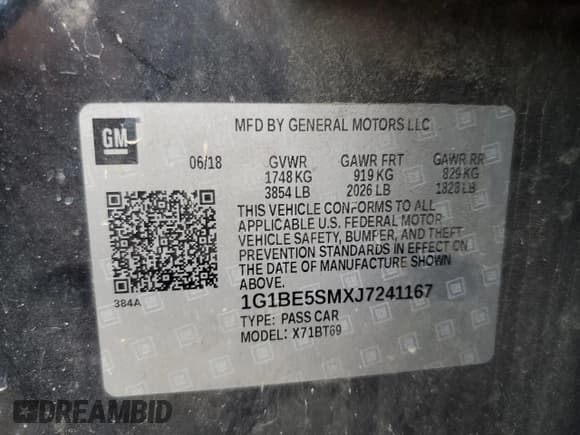 GM
MFD BY GENERAL MOTORS LLC
06/18 GVWR GAWR FRT GAWR RR
1748 KG 919 KG 829 KG
3854 LB 2026 LB 1828 LB
THIS VEHICLE CONFORMS TO ALL
APPLICABLE U.S. FEDERAL MOTOR
VEHICLE SAFETY, BUMPER, AND THEFT
PREVENTION STANDARDS IN EFFECT ON
THE DATE OF MANUFACTURE SHOWN
ABOVE.
384A
1G1BE5SMXJ7241167
TYPE: PASS CAR
MODEL: X71BT69
DREAMBID